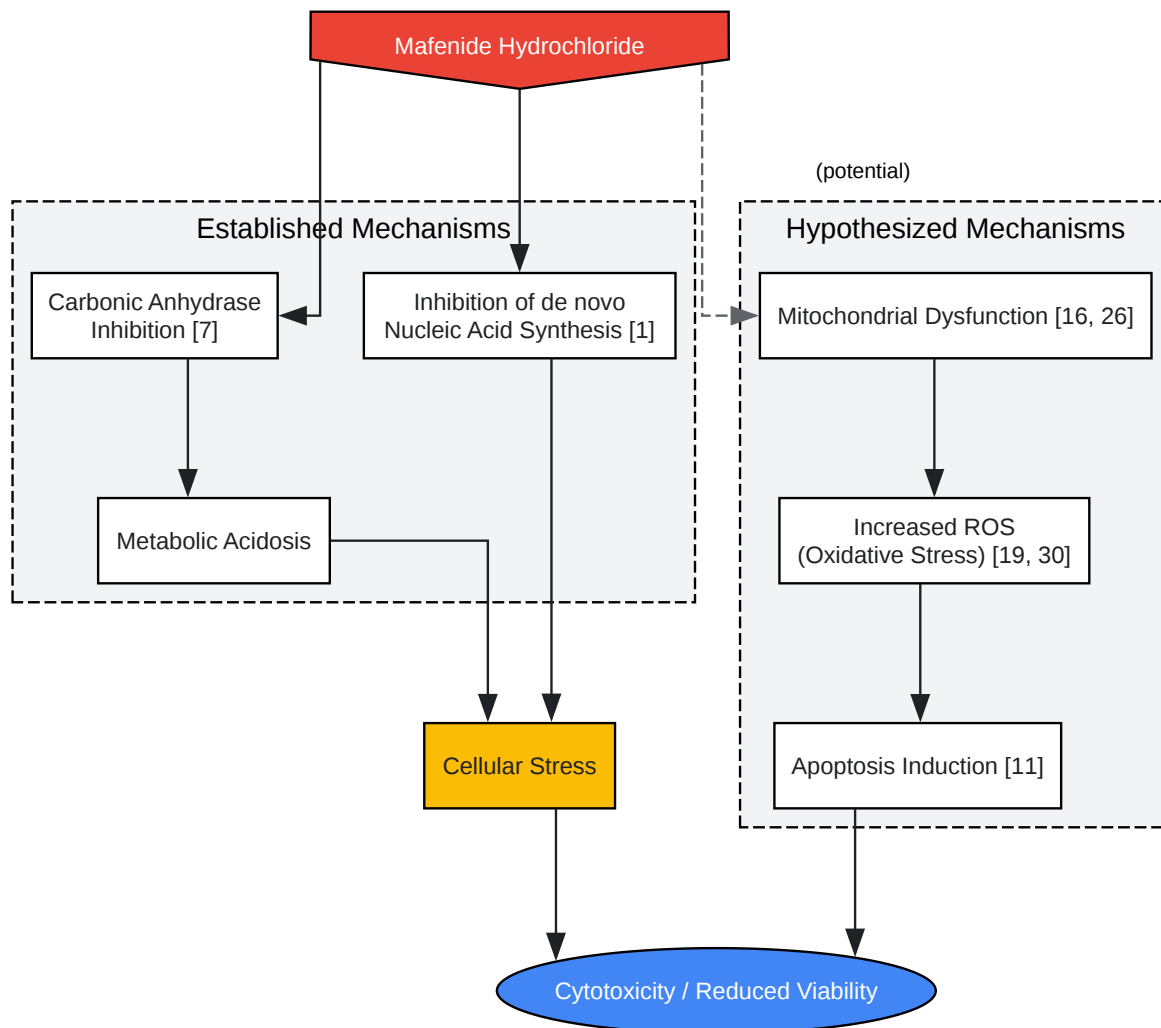 Mafenide Hydrochloride
(potential)
Established Mechanisms
Hypothesized Mechanisms
Carbonic Anhydrase
Inhibition [7]
Inhibition of de novo
Nucleic Acid Synthesis [1]
Mitochondrial Dysfunction [16, 26]
Metabolic Acidosis
Increased ROS
(Oxidative Stress) [19, 30]
Cellular Stress
Apoptosis Induction [11]
Cytotoxicity / Reduced Viability